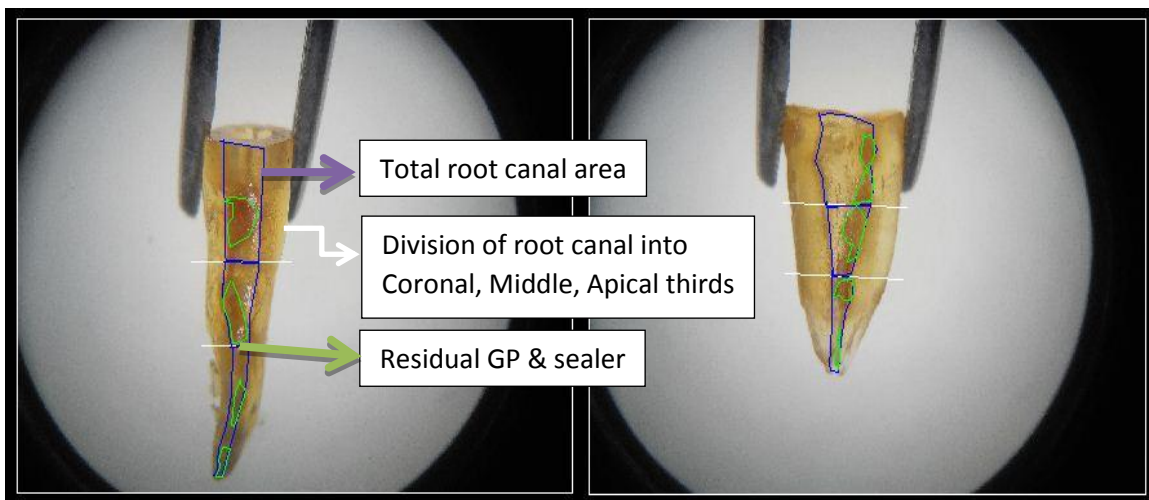 Total root canal area
Division of root canal into
Coronal, Middle, Apical thirds
Residual GP & sealer